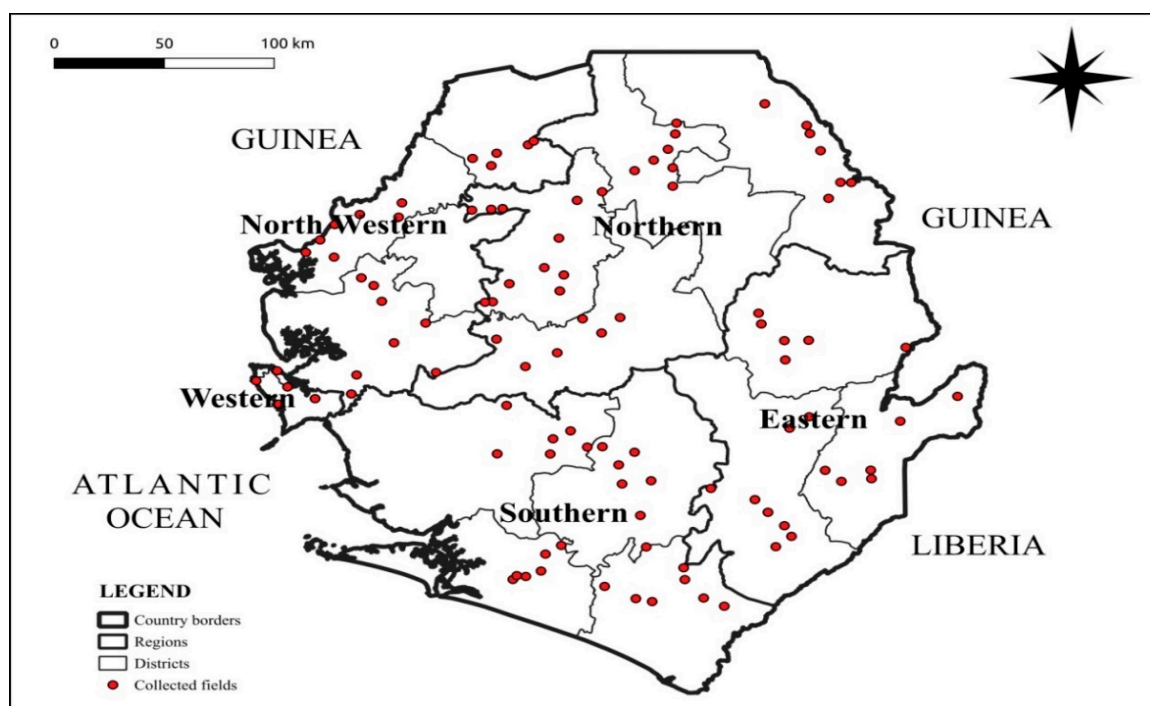 0 50 100 km
GUINEA
North Western
Northern
GUINEA
Western
Eastern
ATLANTIC
OCEAN
Southern
LIBERIA
LEGEND
Country borders
Regions
Districts
Collected fields